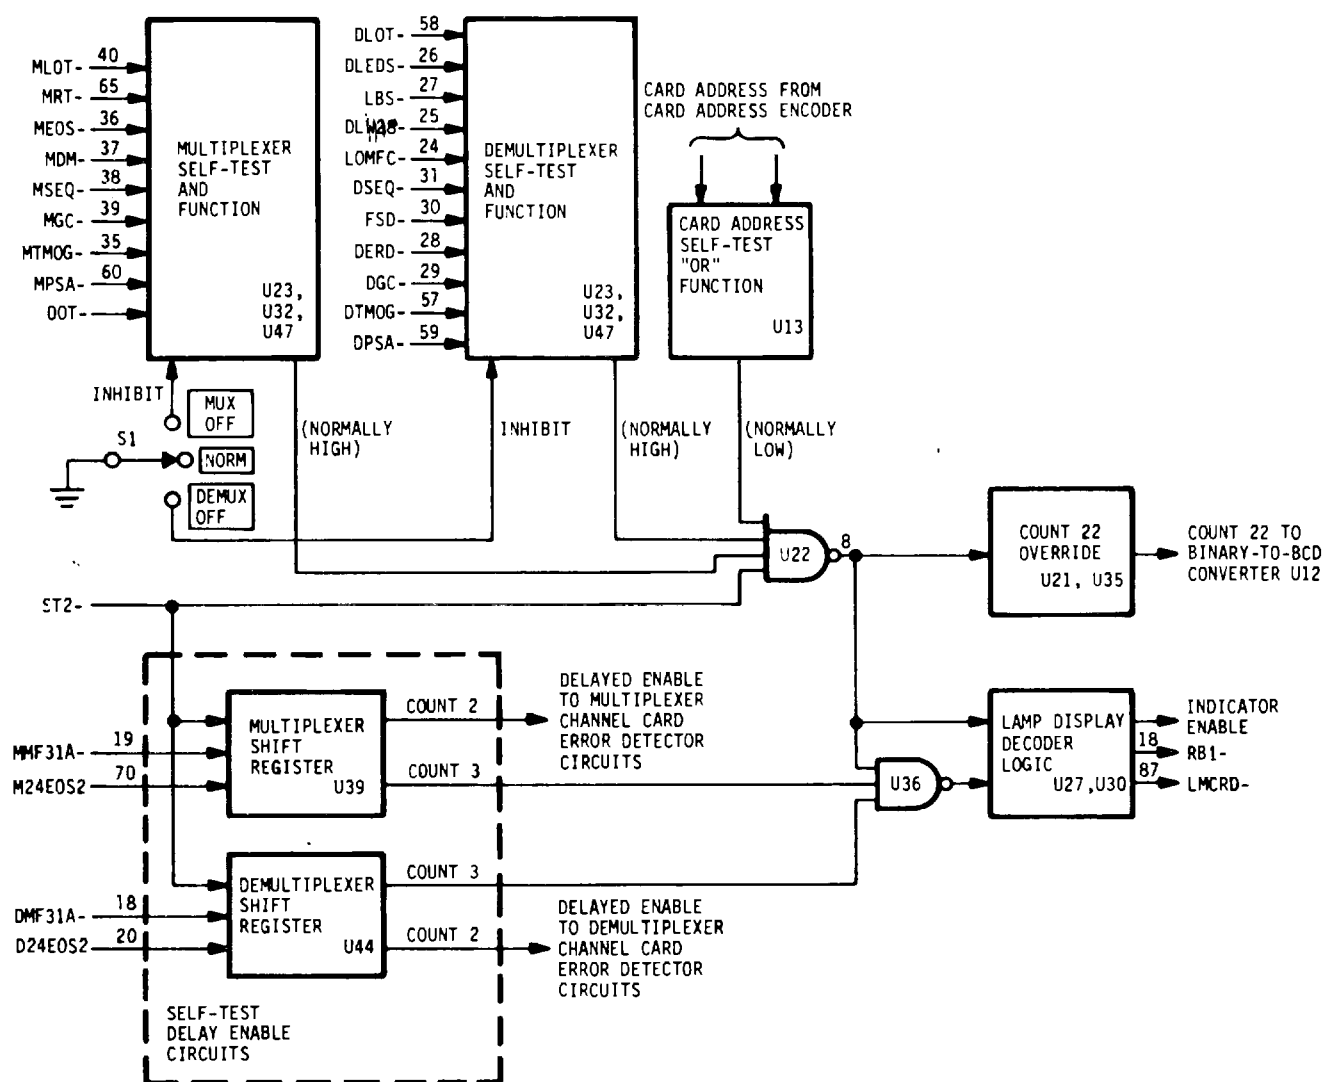 MLOT- 40
MRT- 65
MEOS- 36
MDM- 37
MSEQ- 38
MGC- 39
MTMOG- 35
MPSA- 60
DOT-
MULTIPLEXER
SELF-TEST
AND
FUNCTION
U23,
U32,
U47
DLOT- 58
DLEDS- 26
LBS- 27
25
LOMFC- 24
DSEQ- 31
FSD- 30
DERD- 28
DGC- 29
DTMOG- 57
DPSA- 59
DEMULTIPLEXER
SELF-TEST
AND
FUNCTION
U23,
U32,
U47
CARD ADDRESS FROM
CARD ADDRESS ENCODER
CARD ADDRESS
SELF-TEST
"OR"
FUNCTION
U13
INHIBIT
MUX
OFF
S1
NORM
DEMUX
OFF
(NORMALLY
HIGH)
INHIBIT
(NORMALLY
HIGH)
(NORMALLY
LOW)
U22
8
COUNT 22
OVERRIDE
U21, U35
COUNT 22 TO
BINARY-TO-BCD
CONVERTER U12
ST2-
MMF31A- 19
M24EOS2 70
MULTIPLEXER
SHIFT
REGISTER
U39
COUNT 2
COUNT 3
DELAYED ENABLE
TO MULTIPLEXER
CHANNEL CARD
ERROR DETECTOR
CIRCUITS
U36
LAMP DISPLAY
DECODER
LOGIC
U27,U30
INDICATOR
ENABLE
18 RB1-
87 LMCRD-
DMF31A- 18
D24EOS2 20
DEMULTIPLEXER
SHIFT
REGISTER
U44
COUNT 3
COUNT 2
DELAYED ENABLE
TO DEMULTIPLEXER
CHANNEL CARD
ERROR DETECTOR
CIRCUITS
SELF-TEST
DELAY ENABLE
CIRCUITS